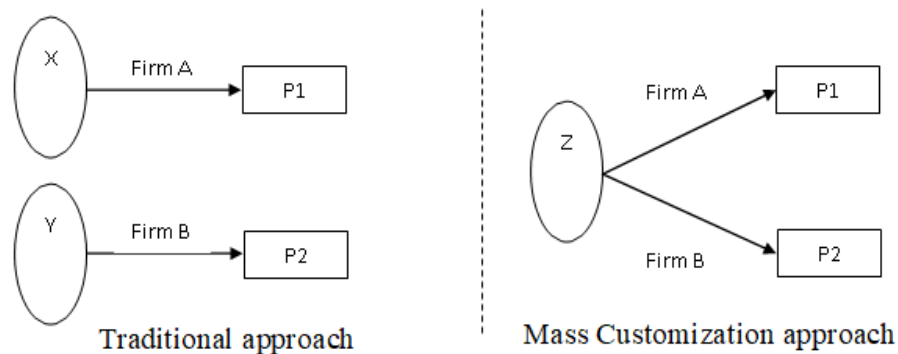 X
Firm A
P1
Y
Firm B
P2
Traditional approach
Z
Firm A
P1
Firm B
P2
Mass Customization approach